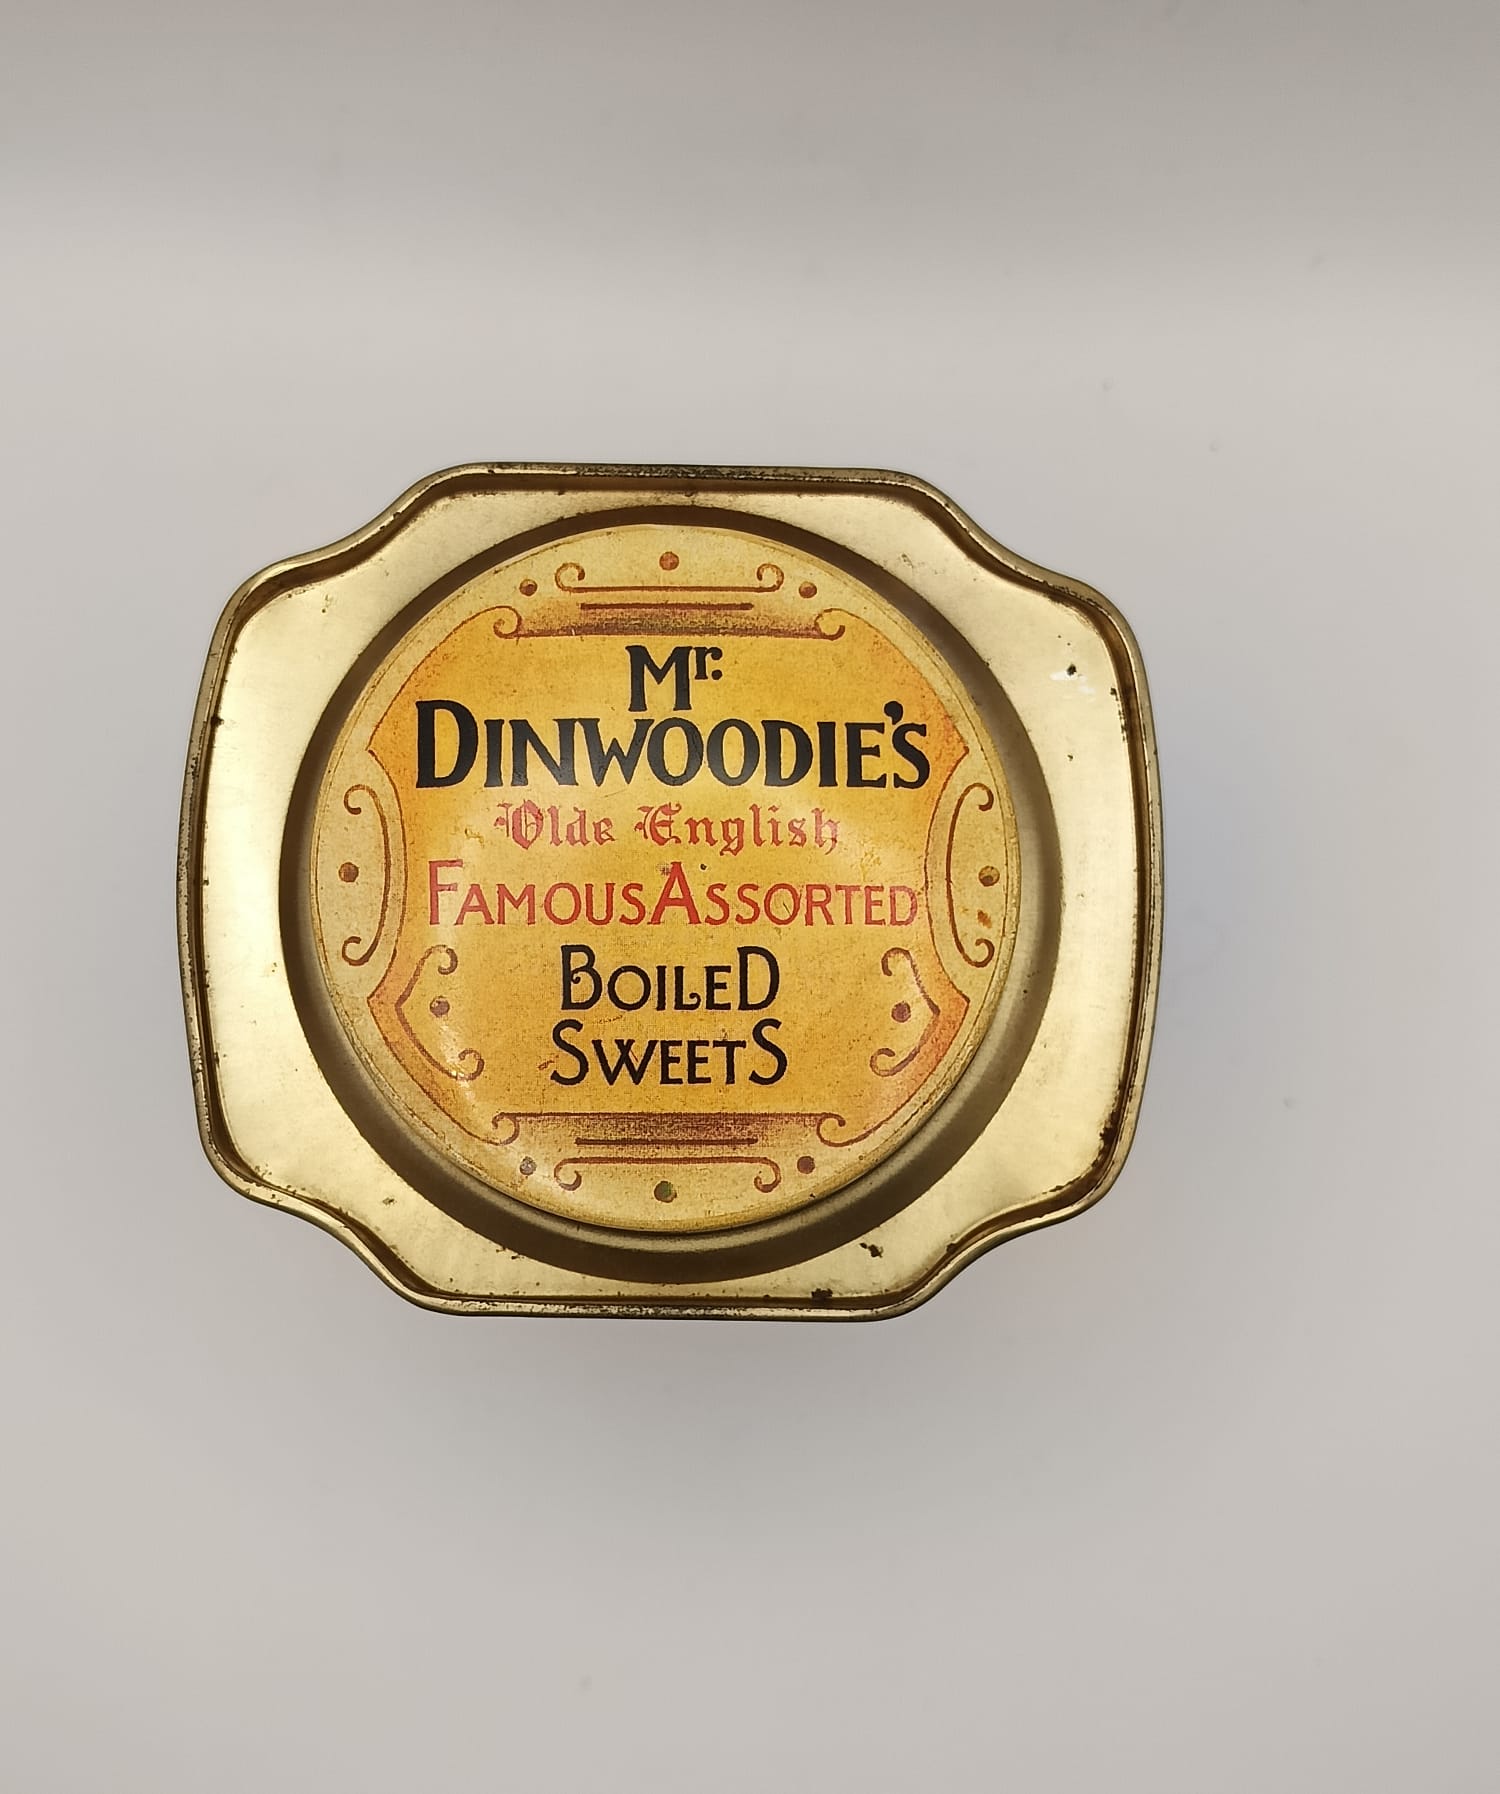 Mr.
DINWOODIE'S
Olde English
FAMOUS ASSORTED
BOILED
SWEETS